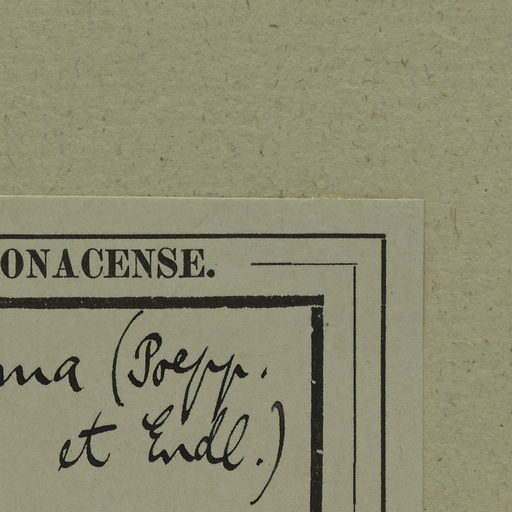 ONACENSE.
ma (Poepp.
et Endl.)